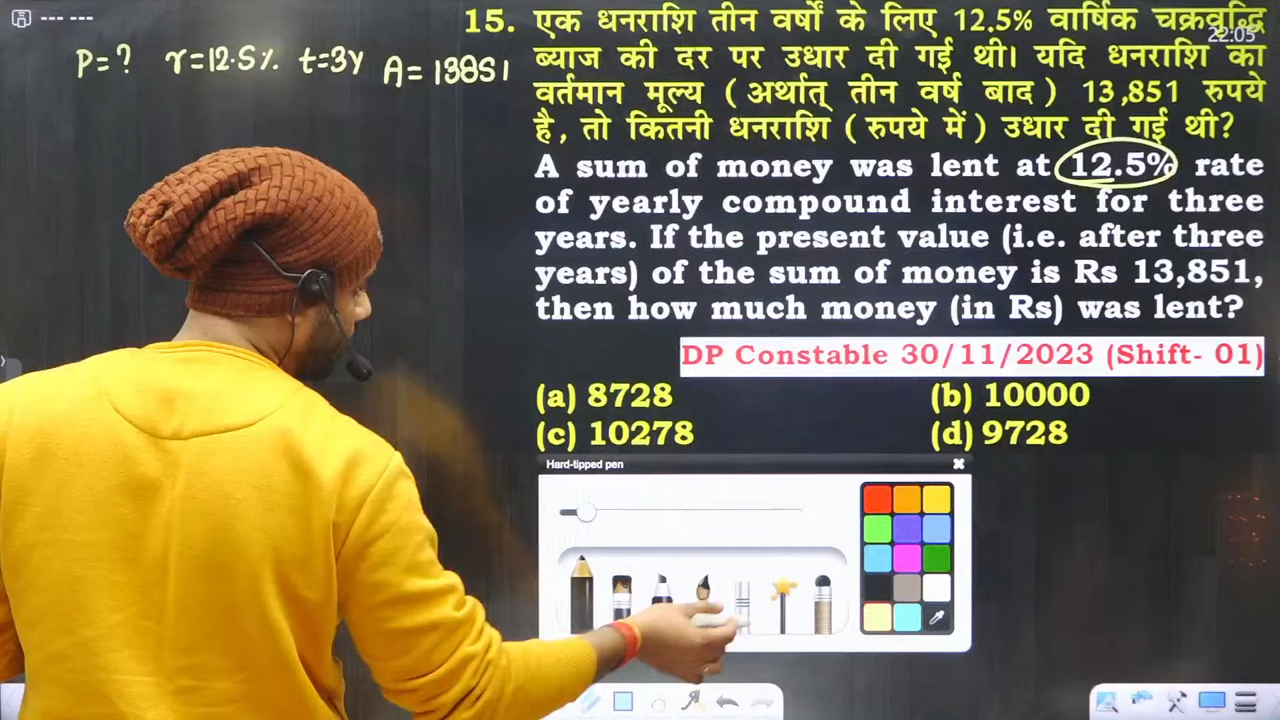 P=? r=12.5% t=3y A=13851
15. एक धनराशि तीन वर्षों के लिए 12.5% वार्षिक चक्रवृद्धि
22:05
ब्याज की दर पर उधार दी गई थी। यदि धनराशि का
वर्तमान मूल्य (अर्थात् तीन वर्ष बाद) 13,851 रुपये
है, तो कितनी धनराशि (रुपये में) उधार दी गई थी?
A sum of money was lent at 12.5% rate
of yearly compound interest for three
years. If the present value (i.e. after three
years) of the sum of money is Rs 13,851,
then how much money (in Rs) was lent?
DP Constable 30/11/2023 (Shift- 01)
(a) 8728 (b) 10000
(c) 10278 (d) 9728
Hard-tipped pen